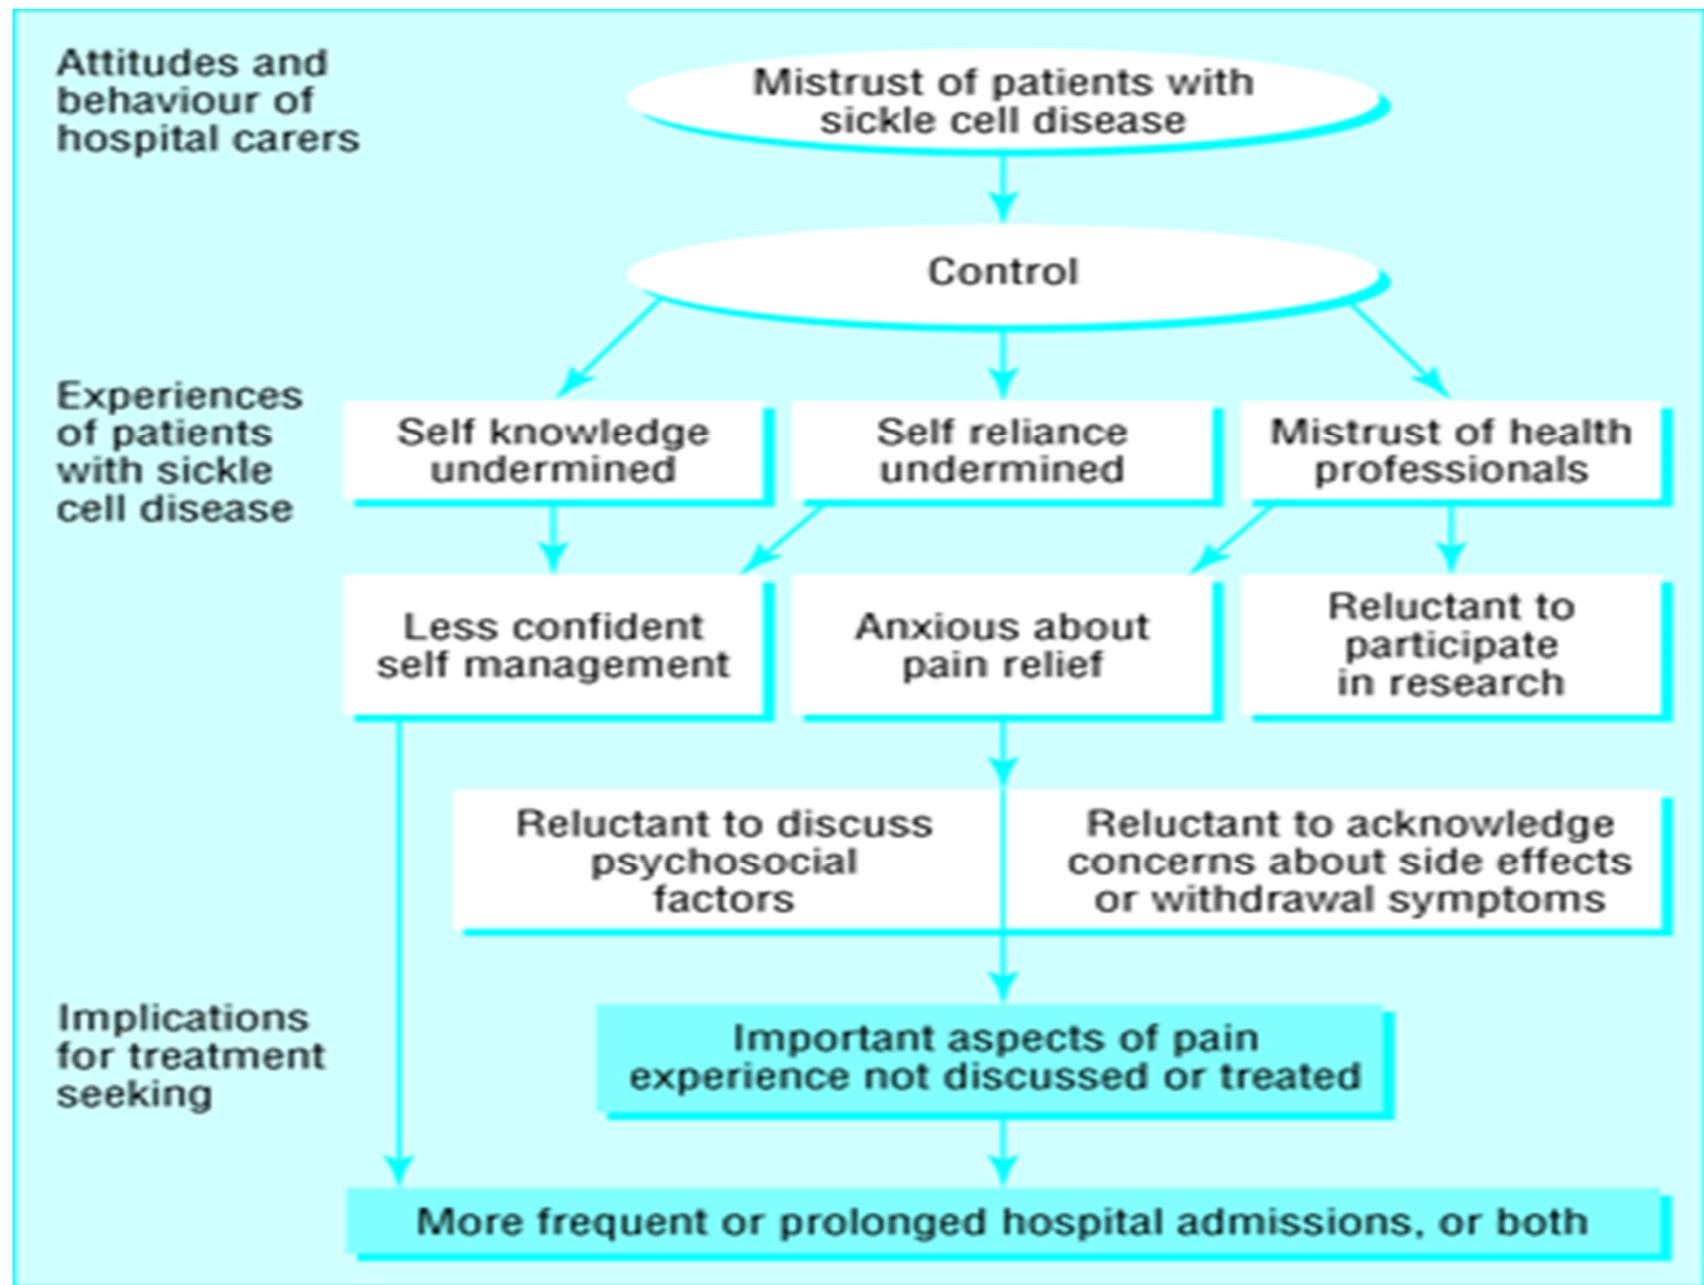 Attitudes and
behaviour of
hospital carers
Mistrust of patients with
sickle cell disease
Control
Experiences
of patients
with sickle
cell disease
Self knowledge
undermined
Self reliance
undermined
Mistrust of health
professionals
Less confident
self management
Anxious about
pain relief
Reluctant to
participate
in research
Reluctant to discuss
psychosocial
factors
Reluctant to acknowledge
concerns about side effects
or withdrawal symptoms
Implications
for treatment
seeking
Important aspects of pain
experience not discussed or treated
More frequent or prolonged hospital admissions, or both